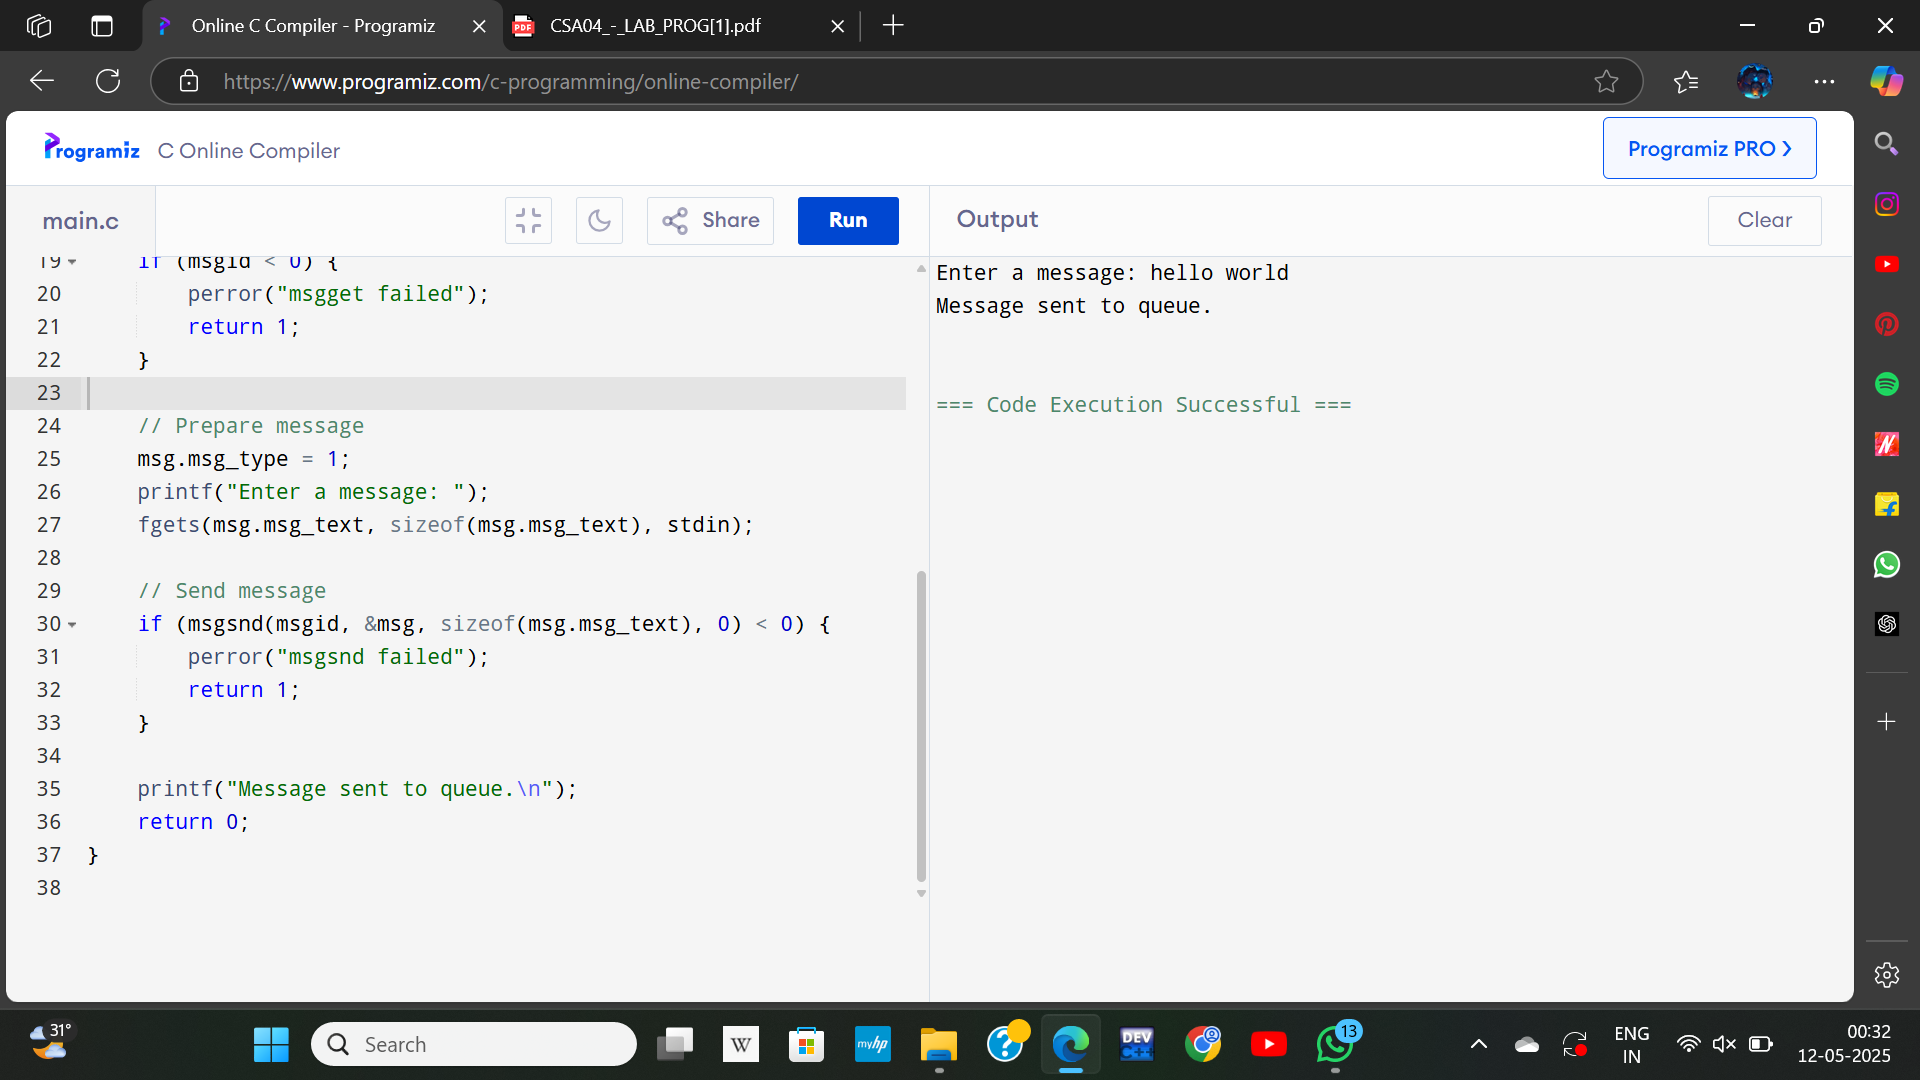 Online C Compiler - Programiz
CSA04_-_LAB_PROG[1].pdf
https://www.programiz.com/c-programming/online-compiler/
Programiz
C Online Compiler
Programiz PRO
main.c
Share
Run
Output
Clear
19 if (msgid < 0) {
20 perror("msgget failed");
21 return 1;
22 }
23
24 // Prepare message
25 msg.msg_type = 1;
26 printf("Enter a message: ");
27 fgets(msg.msg_text, sizeof(msg.msg_text), stdin);
28
29 // Send message
30 if (msgsnd(msgid, &msg, sizeof(msg.msg_text), 0) < 0) {
31 perror("msgsnd failed");
32 return 1;
33 }
34
35 printf("Message sent to queue.\n");
36 return 0;
37 }
38
Enter a message: hello world
Message sent to queue.
=== Code Execution Successful ===
31°
Search
W
myhp
DEV
C++
13
ENG
IN
00:32
12-05-2025